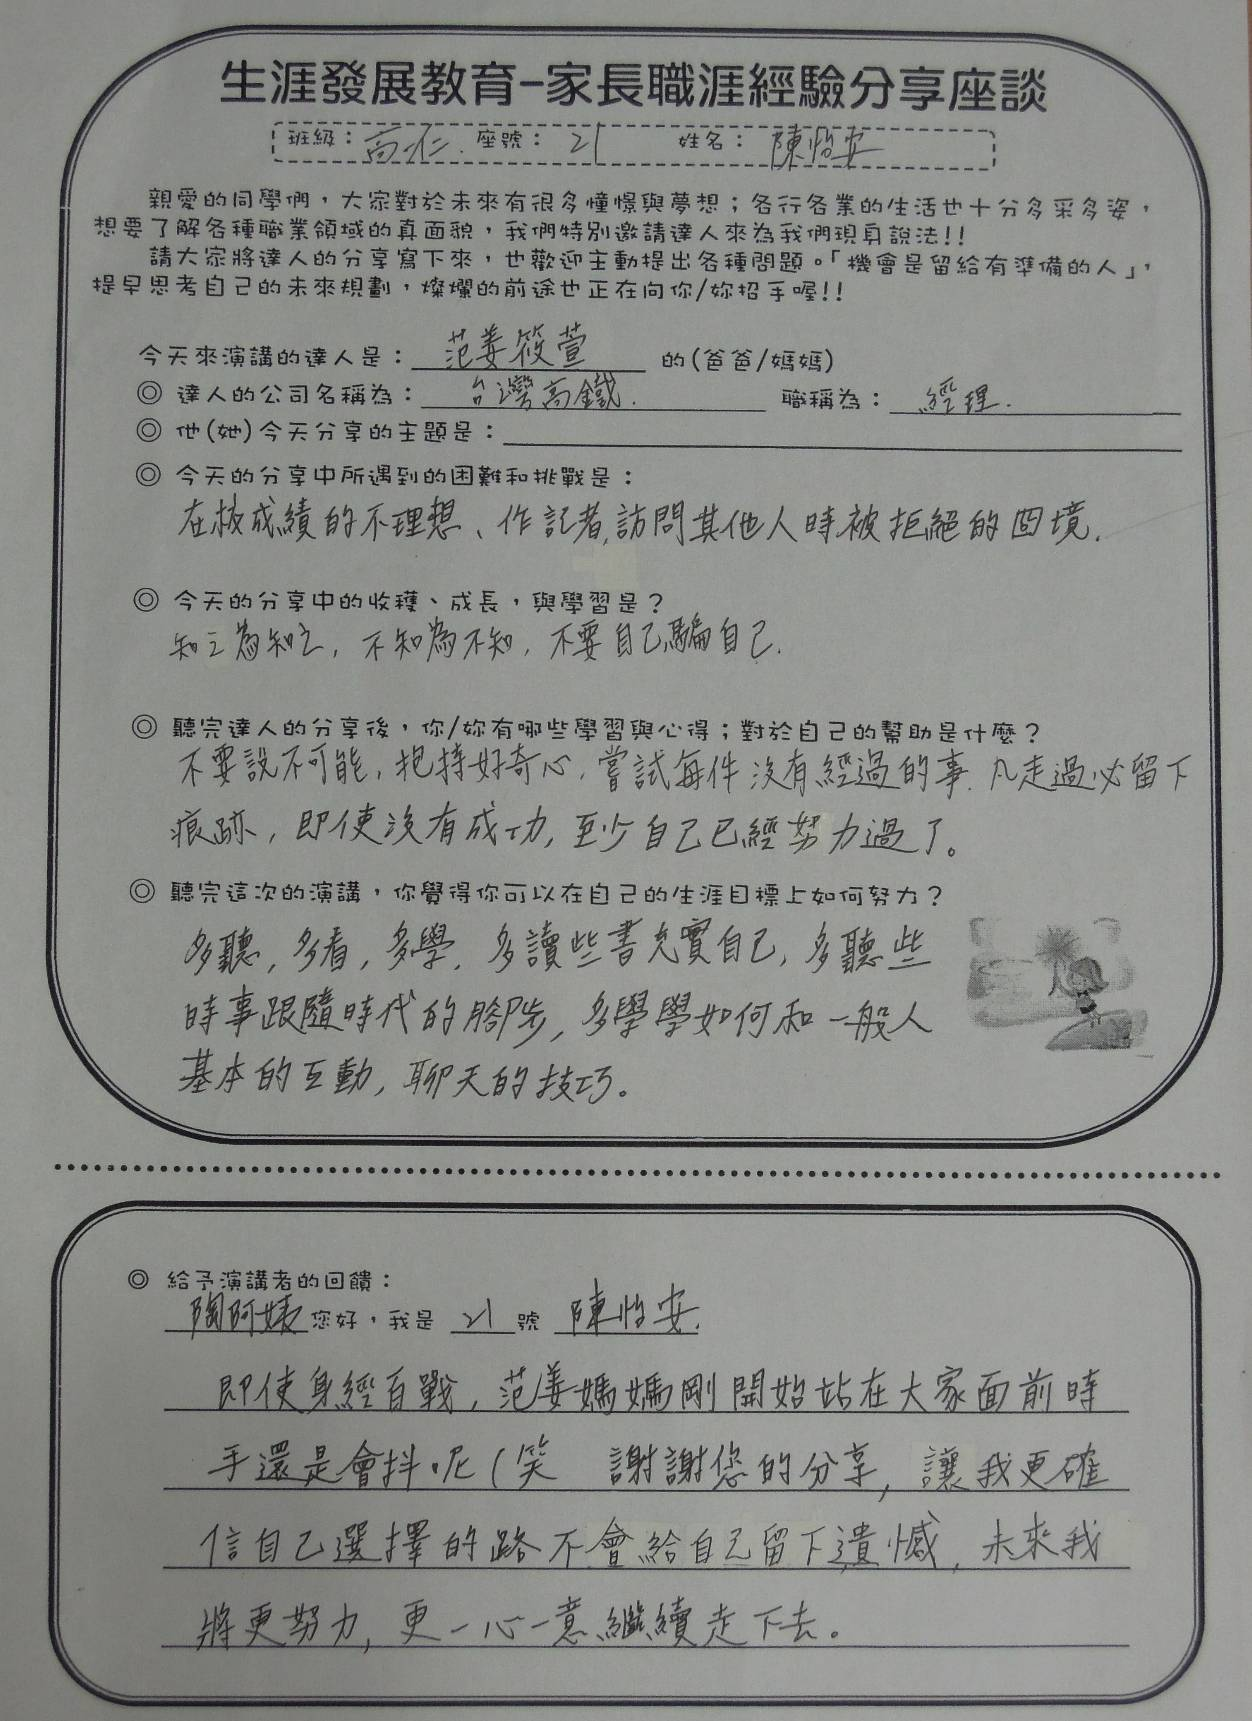 生涯發展教育-家長職涯經驗分享座談
班級：高一仁. 座號：21 姓名：陳怡安
親愛的同學們，大家對於未來有很多憧憬與夢想；各行各業的生活也十分多采多姿，
想要了解各種職業領域的真面貌，我們特別邀請達人來為我們現身說法!!
請大家將達人的分享寫下來，也歡迎主動提出各種問題。「機會是留給有準備的人」，
提早思考自己的未來規劃，燦爛的前途也正在向你/妳招手喔!!
今天來演講的達人是：范姜筱萱 的(爸爸/媽媽)
◎ 達人的公司名稱為：台灣高鐵. 職稱為：經理.
◎ 他(她)今天分享的主題是：
◎ 今天的分享中所遇到的困難和挑戰是：
在校成績的不理想、作記者,訪問其他人時被拒絕的困境.
◎ 今天的分享中的收穫、成長，與學習是？
知之為知之, 不知為不知, 不要自己騙自己.
◎ 聽完達人的分享後，你/妳有哪些學習與心得；對於自己的幫助是什麼？
不要說不可能, 抱持好奇心, 嘗試每件沒有經過的事. 凡走過必留下
痕跡, 即使沒有成功, 至少自己已經努力過了。
◎ 聽完這次的演講，你覺得你可以在自己的生涯目標上如何努力？
多聽, 多看, 多學, 多讀些書充實自己, 多聽些
時事跟隨時代的腳步, 多學學如何和一般人
基本的互動, 聊天的技巧。
◎ 給予演講者的回饋：
陶阿姨您好，我是 21 號 陳怡安.
即使身經百戰, 范姜媽媽剛開始站在大家面前時
手還是會抖呢(笑 謝謝您的分享, 讓我更確
信自己選擇的路不會給自己留下遺憾, 未來我
將更努力, 更一心一意繼續走下去。